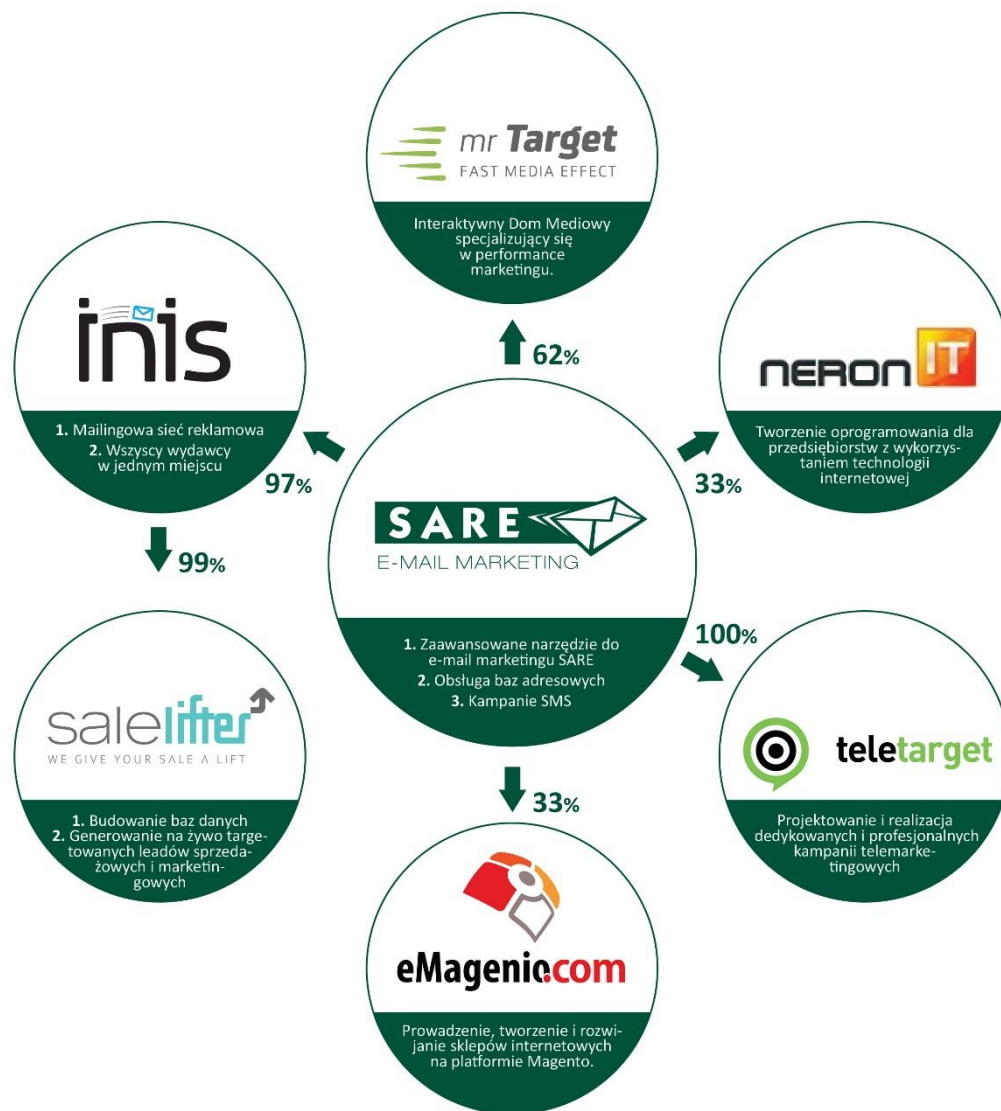 mr Target
FAST MEDIA EFFECT
Interaktywny Dom Mediowy
specjalizujący się
w performance
marketingu.
62%
inis
1. Mailingowa sieć reklamowa
2. Wszyscy wydawcy
w jednym miejscu
97%
NERON IT
Tworzenie oprogramowania dla
przedsiębiorstw z wykorzys-
taniem technologii
internetowej
33%
SARE
E-MAIL MARKETING
1. Zaawansowane narzędzie do
e-mail marketingu SARE
2. Obsługa baz adresowych
3. Kampanie SMS
99%
salelifter
WE GIVE YOUR SALE A LIFT
1. Budowanie baz danych
2. Generowanie na żywo targe-
towanych leadów sprzeda-
żowych i marketin-
gowych
100%
teletarget
Projektowanie i realizacja
dedykowanych i profesjonalnych
kampanii telemarke-
tingowych
33%
eMagenio.com
Prowadzenie, tworzenie i rozwi-
janie sklepów internetowych
na platformie Magento.